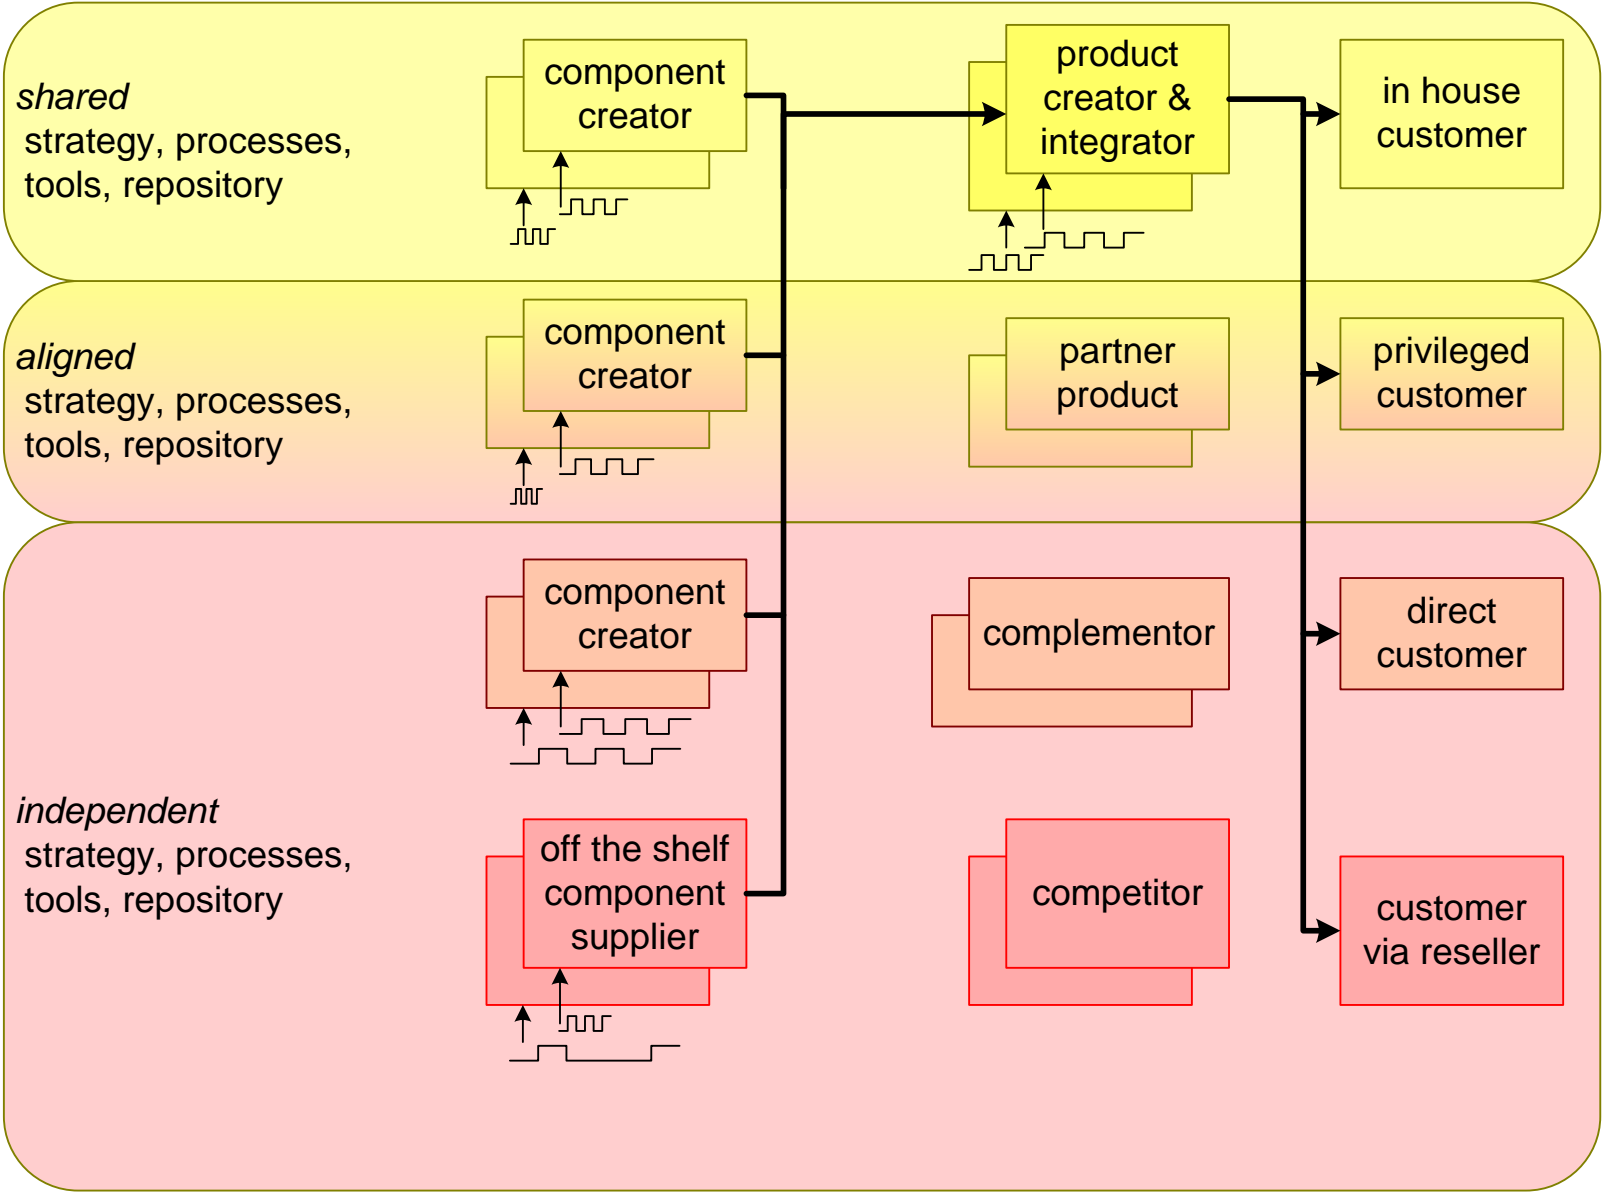 shared
strategy, processes,
tools, repository
component
creator
product
creator &
integrator
in house
customer
aligned
strategy, processes,
tools, repository
component
creator
partner
product
privileged
customer
independent
strategy, processes,
tools, repository
component
creator
complementor
direct
customer
off the shelf
component
supplier
competitor
customer
via reseller